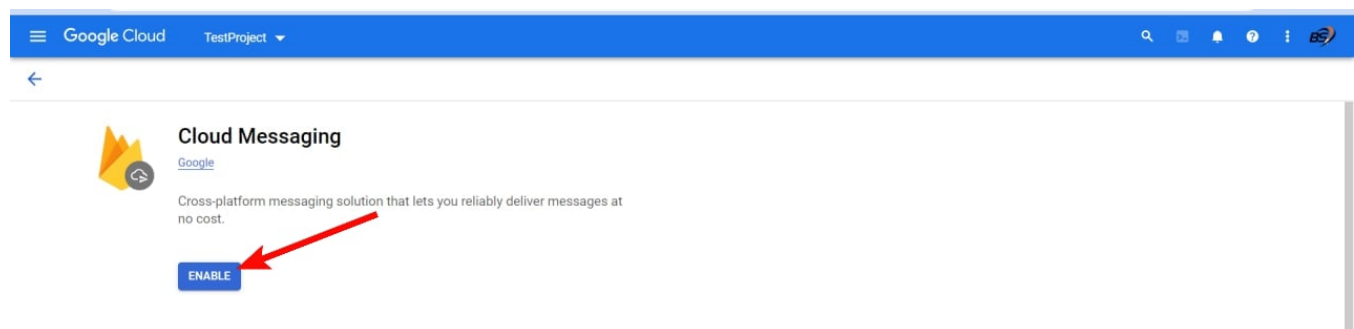 Google Cloud TestProject
BS
Cloud Messaging
Google
Cross-platform messaging solution that lets you reliably deliver messages at
no cost.
ENABLE